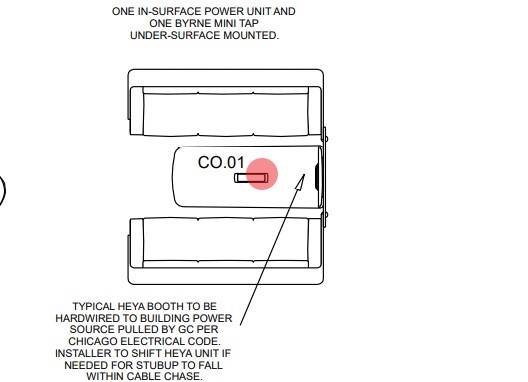 ONE IN-SURFACE POWER UNIT AND
ONE BYRNE MINI TAP
UNDER-SURFACE MOUNTED.
CO.01
TYPICAL HEYA BOOTH TO BE
HARDWIRED TO BUILDING POWER
SOURCE PULLED BY GC PER
CHICAGO ELECTRICAL CODE.
INSTALLER TO SHIFT HEYA UNIT IF
NEEDED FOR STUBUP TO FALL
WITHIN CABLE CHASE.